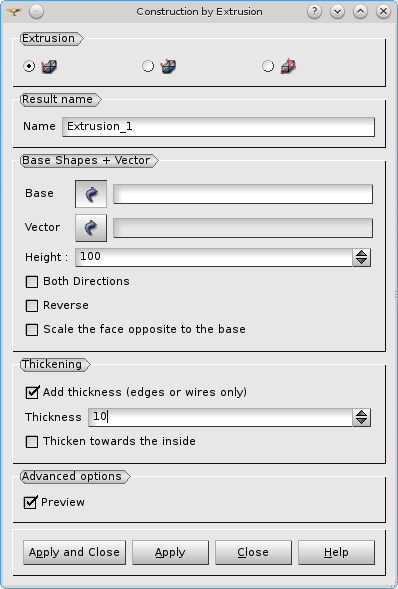 Construction by Extrusion
Extrusion
Result name
Name Extrusion_1
Base Shapes + Vector
Base
Vector
Height : 100
Both Directions
Reverse
Scale the face opposite to the base
Thickening
Add thickness (edges or wires only)
Thickness 10
Thicken towards the inside
Advanced options
Preview
Apply and Close Apply Close Help